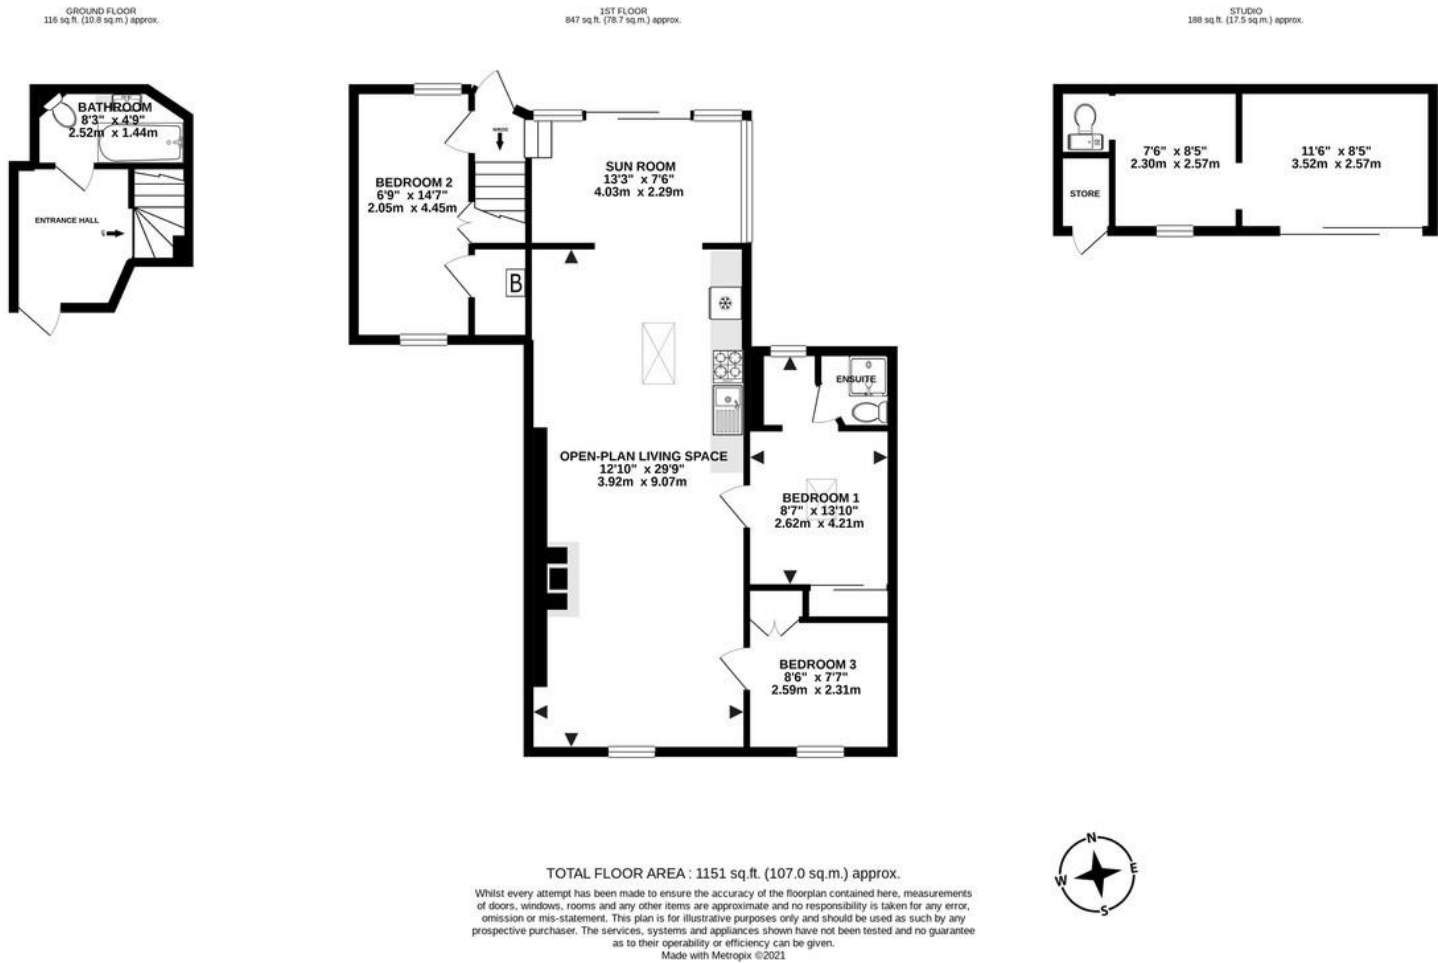 GROUND FLOOR
116 sq.ft. (10.8 sq.m.) approx.
1ST FLOOR
847 sq.ft. (78.7 sq.m.) approx.
STUDIO
188 sq.ft. (17.5 sq.m.) approx.
BATHROOM
8'3" x 4'9"
2.52m x 1.44m
ENTRANCE HALL
UP
BEDROOM 2
6'9" x 14'7"
2.05m x 4.45m
DOWN
B
SUN ROOM
13'3" x 7'6"
4.03m x 2.29m
OPEN-PLAN LIVING SPACE
12'10" x 29'9"
3.92m x 9.07m
ENSUITE
BEDROOM 1
8'7" x 13'10"
2.62m x 4.21m
BEDROOM 3
8'6" x 7'7"
2.59m x 2.31m
STORE
7'6" x 8'5"
2.30m x 2.57m
11'6" x 8'5"
3.52m x 2.57m
N
E
S
W
TOTAL FLOOR AREA : 1151 sq.ft. (107.0 sq.m.) approx.
Whilst every attempt has been made to ensure the accuracy of the floorplan contained here, measurements
of doors, windows, rooms and any other items are approximate and no responsibility is taken for any error,
omission or mis-statement. This plan is for illustrative purposes only and should be used as such by any
prospective purchaser. The services, systems and appliances shown have not been tested and no guarantee
as to their operability or efficiency can be given.
Made with Metropix ©2021